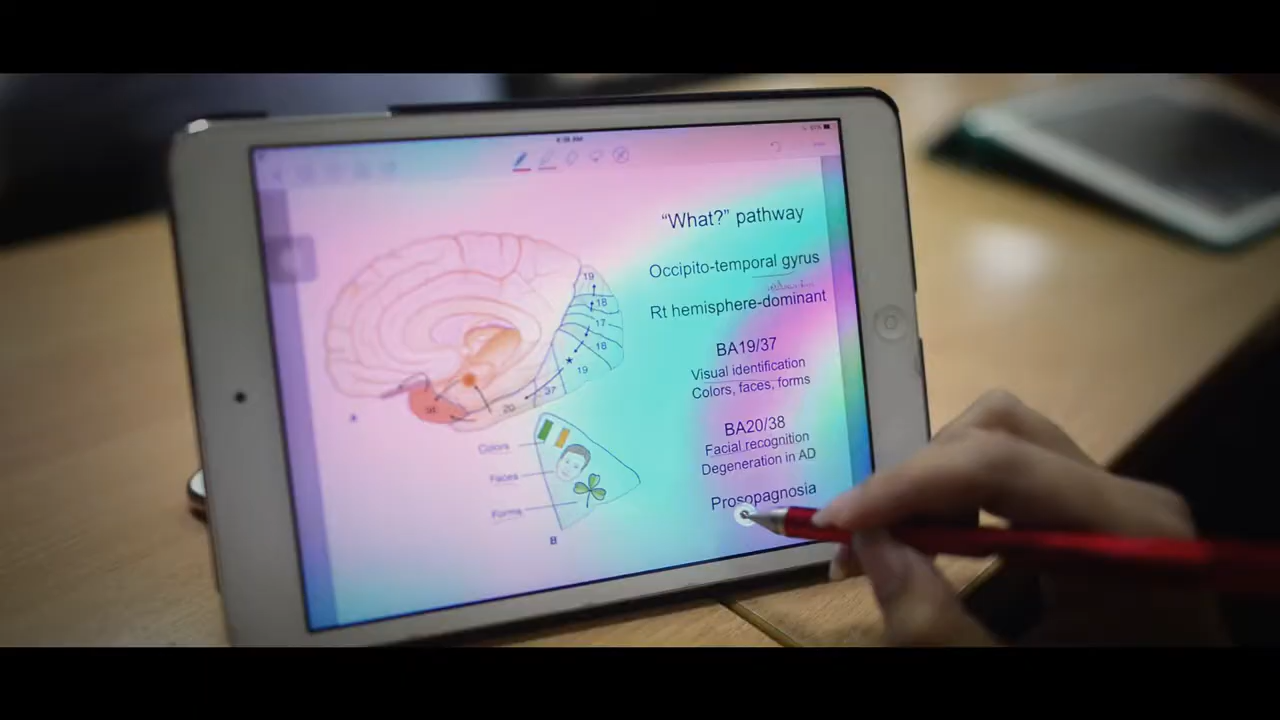 "What?" pathway
Occipito-temporal gyrus
Rt hemisphere-dominant
BA19/37
Visual identification
Colors, faces, forms
BA20/38
Facial recognition
Degeneration in AD
Prosopagnosia
19
18
17
18
19
37
20
38
Colors
Faces
Forms
B